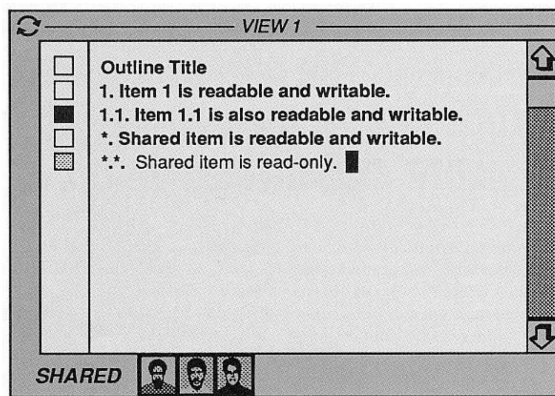 VIEW 1
Outline Title
1. Item 1 is readable and writable.
1.1. Item 1.1 is also readable and writable.
*. Shared item is readable and writable.
*.*. Shared item is read-only.
SHARED